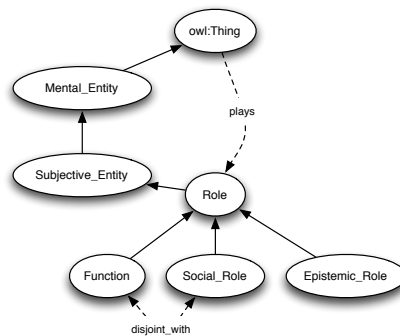 owl:Thing
Mental_Entity
plays
Subjective_Entity
Role
Function
Social_Role
Epistemic_Role
disjoint_with